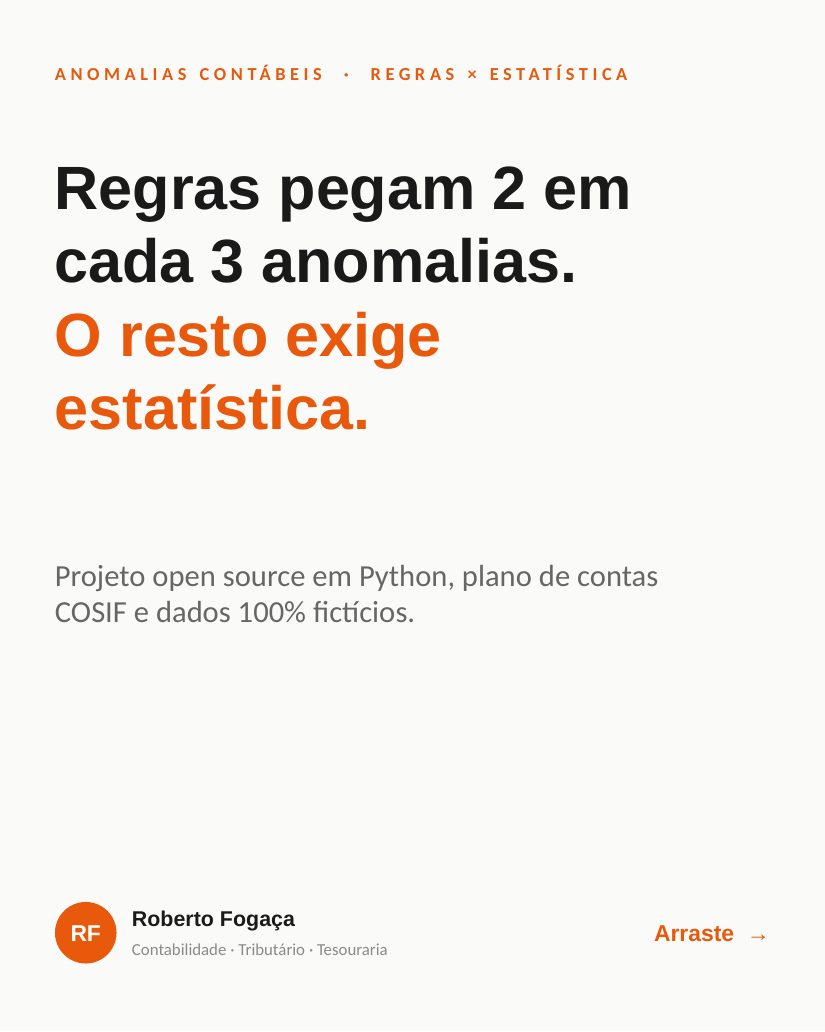 ANOMALIAS CONTÁBEIS · REGRAS × ESTATÍSTICA
Regras pegam 2 em
cada 3 anomalias.
O resto exige
estatística.
Projeto open source em Python, plano de contas
COSIF e dados 100% fictícios.
RF
Roberto Fogaça
Contabilidade · Tributário · Tesouraria
Arraste →